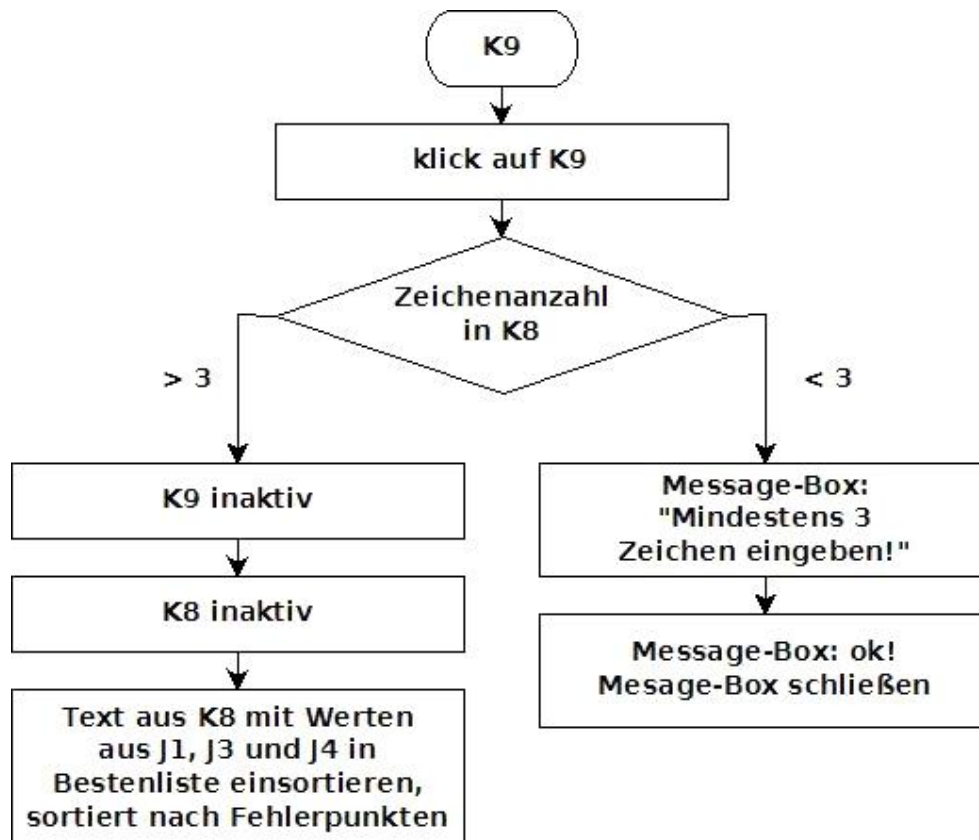 K9
klick auf K9
Zeichenanzahl
in K8
> 3
< 3
K9 inaktiv
K8 inaktiv
Text aus K8 mit Werten
aus J1, J3 und J4 in
Bestenliste einsortieren,
sortiert nach Fehlerpunkten
Message-Box:
"Mindestens 3
Zeichen eingeben!"
Message-Box: ok!
Mesage-Box schließen